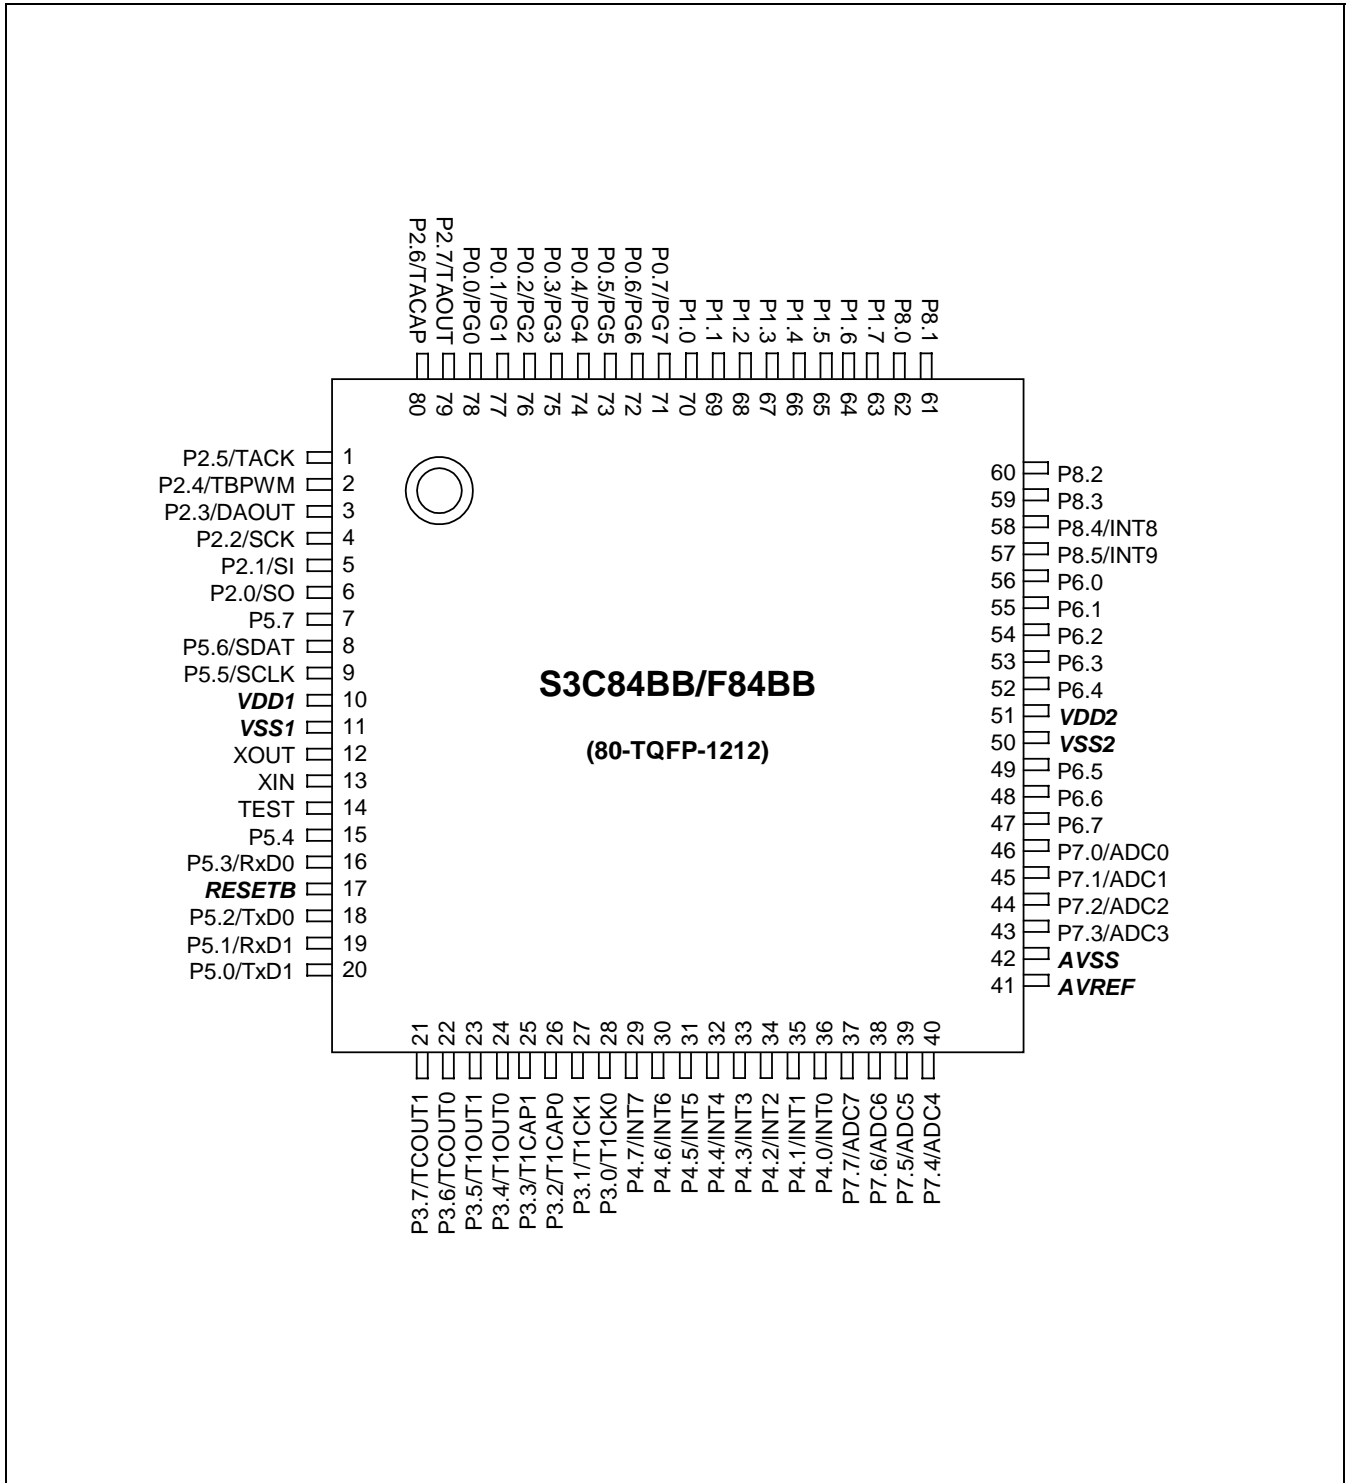 P2.6/TACAP
P2.7/TAOUT
P0.0/PG0
P0.1/PG1
P0.2/PG2
P0.3/PG3
P0.4/PG4
P0.5/PG5
P0.6/PG6
P0.7/PG7
P1.0
P1.1
P1.2
P1.3
P1.4
P1.5
P1.6
P1.7
P8.0
P8.1
80
79
78
77
76
75
74
73
72
71
70
69
68
67
66
65
64
63
62
61
P2.5/TACK 1
P2.4/TBPWM 2
P2.3/DAOUT 3
P2.2/SCK 4
P2.1/SI 5
P2.0/SO 6
P5.7 7
P5.6/SDAT 8
P5.5/SCLK 9
VDD1 10
VSS1 11
XOUT 12
XIN 13
TEST 14
P5.4 15
P5.3/RxD0 16
RESETB 17
P5.2/TxD0 18
P5.1/RxD1 19
P5.0/TxD1 20
S3C84BB/F84BB
(80-TQFP-1212)
60 P8.2
59 P8.3
58 P8.4/INT8
57 P8.5/INT9
56 P6.0
55 P6.1
54 P6.2
53 P6.3
52 P6.4
51 VDD2
50 VSS2
49 P6.5
48 P6.6
47 P6.7
46 P7.0/ADC0
45 P7.1/ADC1
44 P7.2/ADC2
43 P7.3/ADC3
42 AVSS
41 AVREF
21
22
23
24
25
26
27
28
29
30
31
32
33
34
35
36
37
38
39
40
P3.7/TCOUT1
P3.6/TCOUT0
P3.5/T1OUT1
P3.4/T1OUT0
P3.3/T1CAP1
P3.2/T1CAP0
P3.1/T1CK1
P3.0/T1CK0
P4.7/INT7
P4.6/INT6
P4.5/INT5
P4.4/INT4
P4.3/INT3
P4.2/INT2
P4.1/INT1
P4.0/INT0
P7.7/ADC7
P7.6/ADC6
P7.5/ADC5
P7.4/ADC4